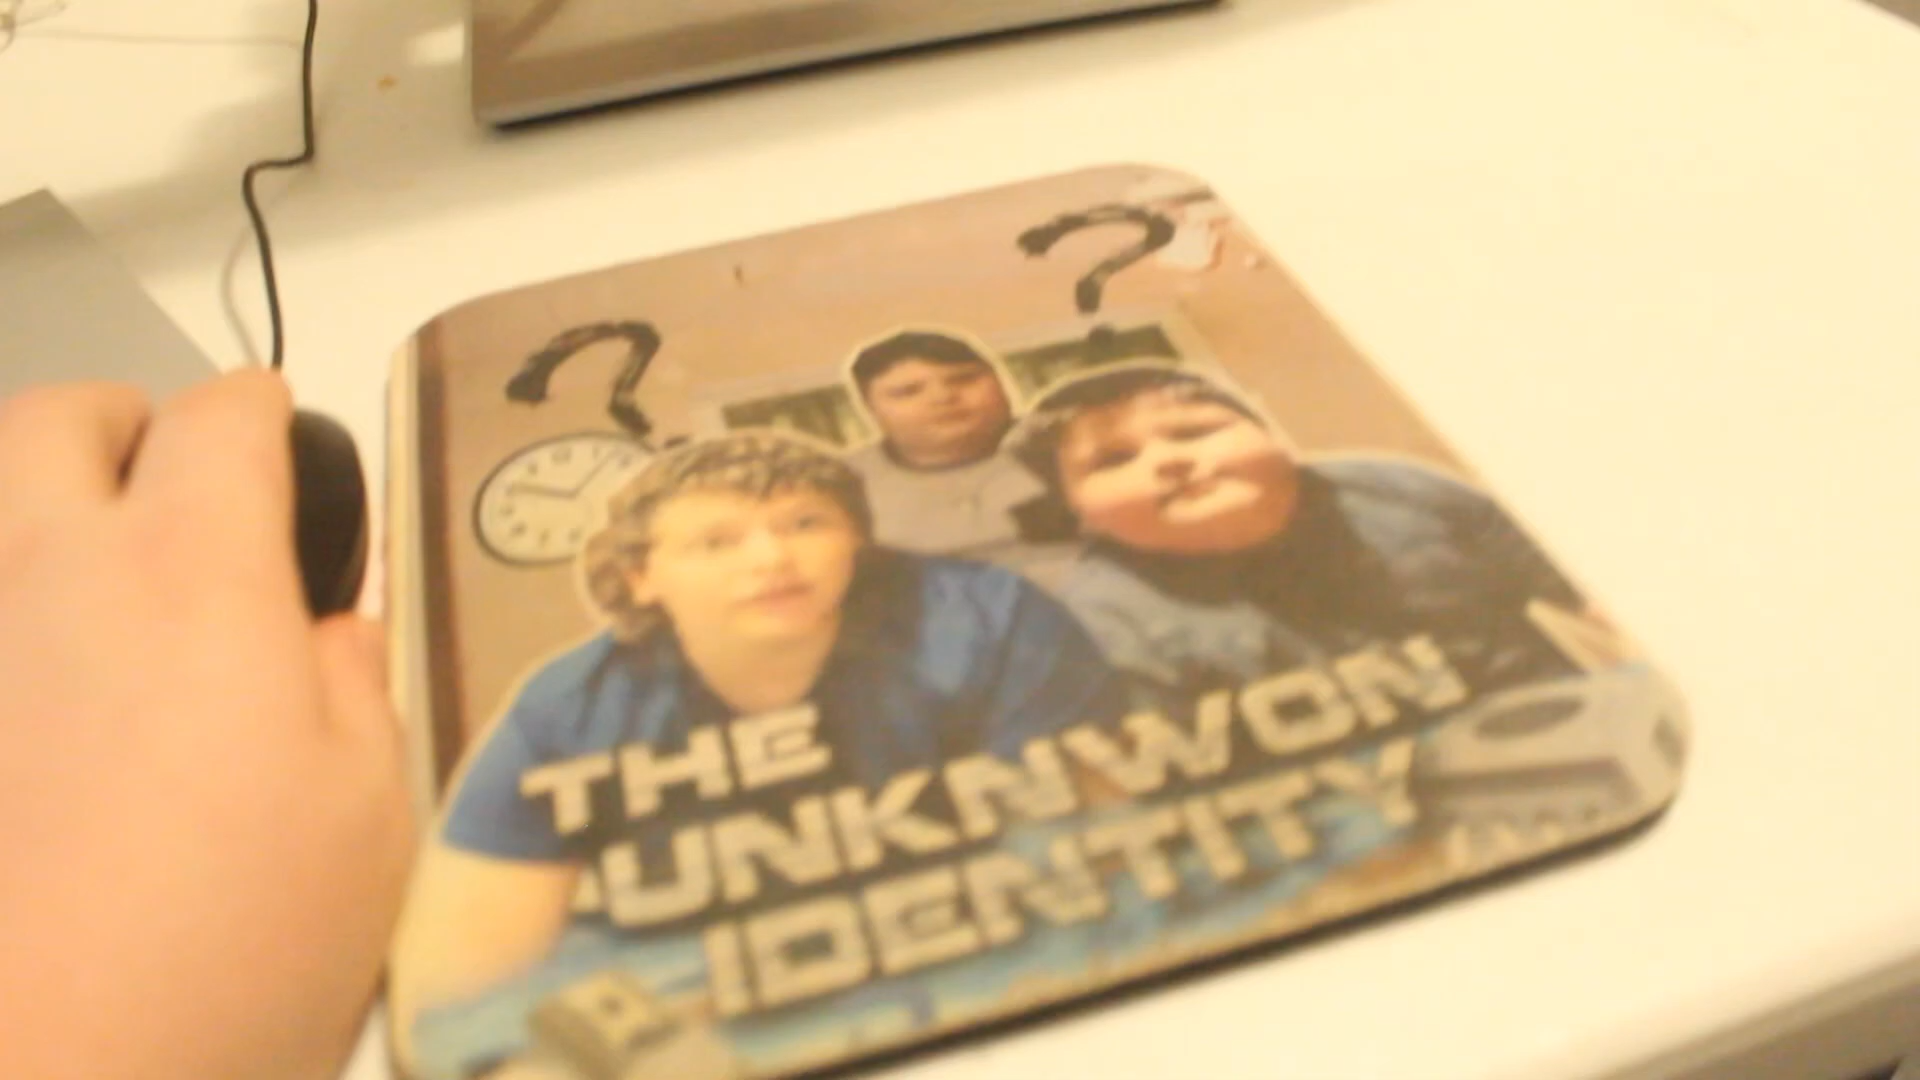 ?
?
THE
UNKNWON
IDENTITY